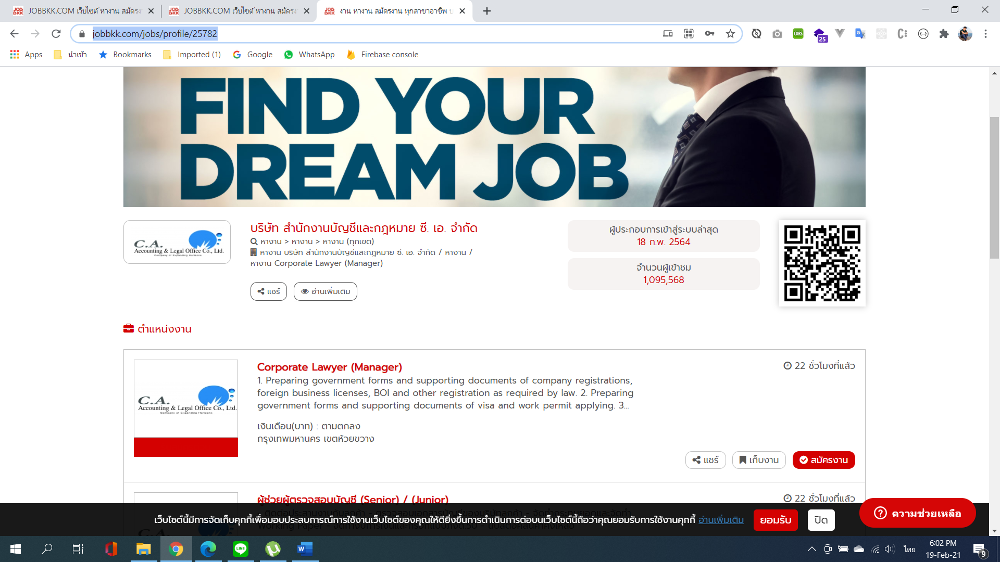 JOBBKK.COM เว็บไซต์ หางาน สมัครง
JOBBKK.COM เว็บไซต์ หางาน สมัครง
งาน หางาน สมัครงาน ทุกสาขาอาชีพ
jobbkk.com/jobs/profile/25782
CORS
25
Apps
นำเข้า
Bookmarks
Imported (1)
Google
WhatsApp
Firebase console
FIND YOUR
DREAM JOB
C.A.
Accounting & Legal Office Co., Ltd.
Company of Expanding Horizons
บริษัท สำนักงานบัญชีและกฎหมาย ซี. เอ. จำกัด
หางาน > หางาน > หางาน (ทุกเขต)
หางาน บริษัท สำนักงานบัญชีและกฎหมาย ซี. เอ. จำกัด / หางาน /
หางาน Corporate Lawyer (Manager)
แชร์
อ่านเพิ่มเติม
ผู้ประกอบการเข้าสู่ระบบล่าสุด
18 ก.พ. 2564
จำนวนผู้เข้าชม
1,095,568
ตำแหน่งงาน
C.A.
Accounting & Legal Office Co., Ltd.
Company of Expanding Horizons
Corporate Lawyer (Manager)
22 ชั่วโมงที่แล้ว
1. Preparing government forms and supporting documents of company registrations,
foreign business licenses, BOI and other registration as required by law. 2. Preparing
government forms and supporting documents of visa and work permit applying. 3...
เงินเดือน(บาท) : ตามตกลง
กรุงเทพมหานคร เขตห้วยขวาง
แชร์
เก็บงาน
สมัครงาน
ผู้ช่วยผู้ตรวจสอบบัญชี (Senior) / (Junior)
22 ชั่วโมงที่แล้ว
เว็บไซต์นี้มีการจัดเก็บคุกกี้เพื่อมอบประสบการณ์การใช้งานเว็บไซต์ของคุณให้ดียิ่งขึ้นการดำเนินการต่อบนเว็บไซต์นี้ถือว่าคุณยอมรับการใช้งานคุกกี้ อ่านเพิ่มเติม
ยอมรับ
ปิด
ความช่วยเหลือ
ไทย
6:02 PM
19-Feb-21
9